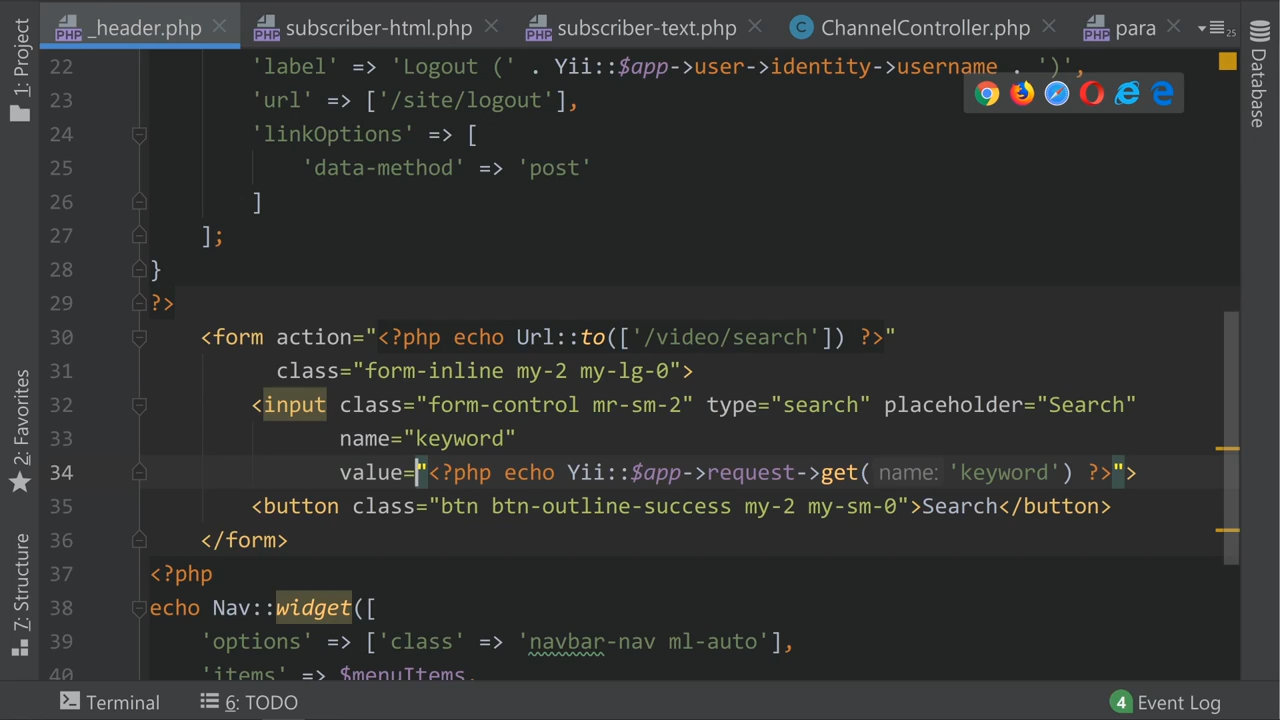 _header.php
subscriber-html.php
subscriber-text.php
ChannelController.php
para
25
1: Project
2: Favorites
7: Structure
Database
22 'label' => 'Logout (' . Yii::$app->user->identity->username . ')',
23 'url' => ['/site/logout'],
24 'linkOptions' => [
25 'data-method' => 'post'
26 ]
27 ];
28 }
29 ?>
30 <form action="<?php echo Url::to(['/video/search']) ?>"
31 class="form-inline my-2 my-lg-0">
32 <input class="form-control mr-sm-2" type="search" placeholder="Search"
33 name="keyword"
34 value="<?php echo Yii::$app->request->get( name: 'keyword') ?>">
35 <button class="btn btn-outline-success my-2 my-sm-0">Search</button>
36 </form>
37 <?php
38 echo Nav::widget([
39 'options' => ['class' => 'navbar-nav ml-auto'],
40 'items' => $menuItems,
Terminal
6: TODO
4 Event Log